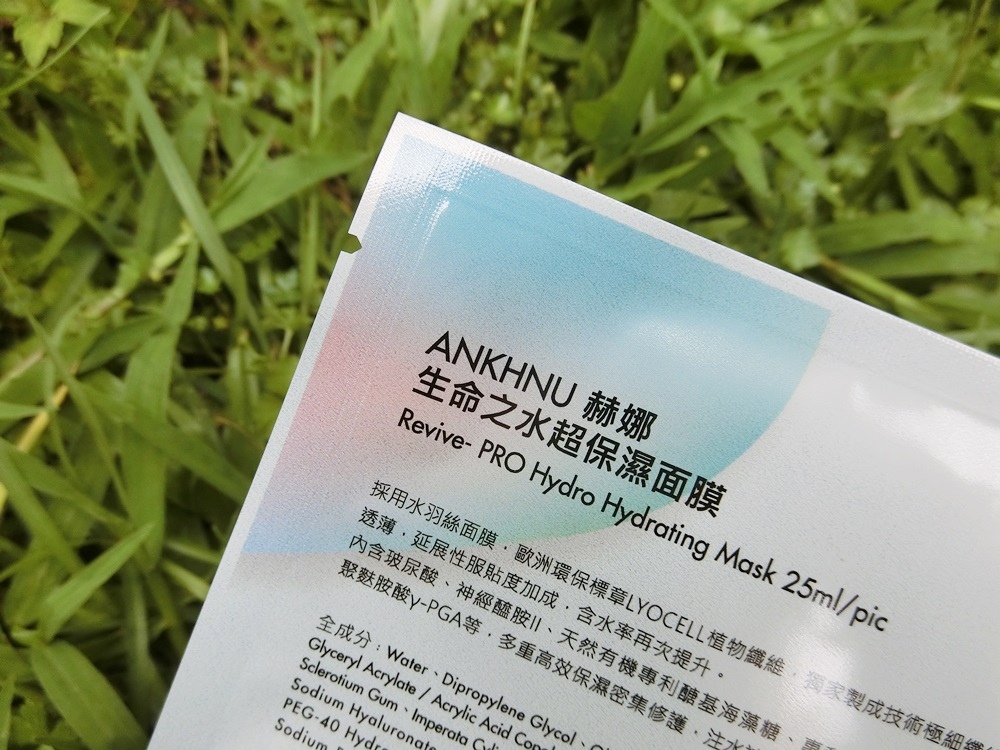 ANKHNU 赫娜
生命之水超保濕面膜
Revive- PRO Hydro Hydrating Mask 25ml/pic
採用水羽絲面膜，歐洲環保標章LYOCELL植物纖維，獨家製成技術極細纖
透薄，延展性服貼度加成，含水率再次提升。
內含玻尿酸、神經醯胺II、天然有機專利醣基海藻糖、
聚麩胺酸γ-PGA等，多重高效保濕密集修護，注水
全成分：Water、Dipropylene Glycol、
Glyceryl Acrylate / Acrylic Acid
Sclerotium Gum、Imperata
Sodium Hyaluronate
PEG-40
Sodium